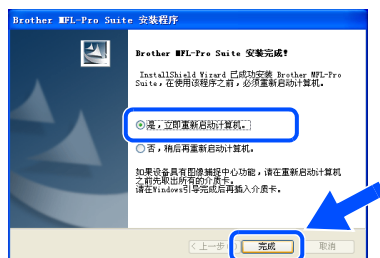 Brother MFL-Pro Suite 安装程序
Brother MFL-Pro Suite 安装完成!
InstallShield Wizard 已成功安装 Brother MFL-Pro
Suite，在使用该程序之前，必须重新启动计算机。
是，立即重新启动计算机。
否，稍后再重新启动计算机。
如果设备具有图像捕捉中心功能，请在重新启动计算机
之前先取出所有的介质卡。
请在Windows引导完成后再插入介质卡。
< 上一步 完成 取消